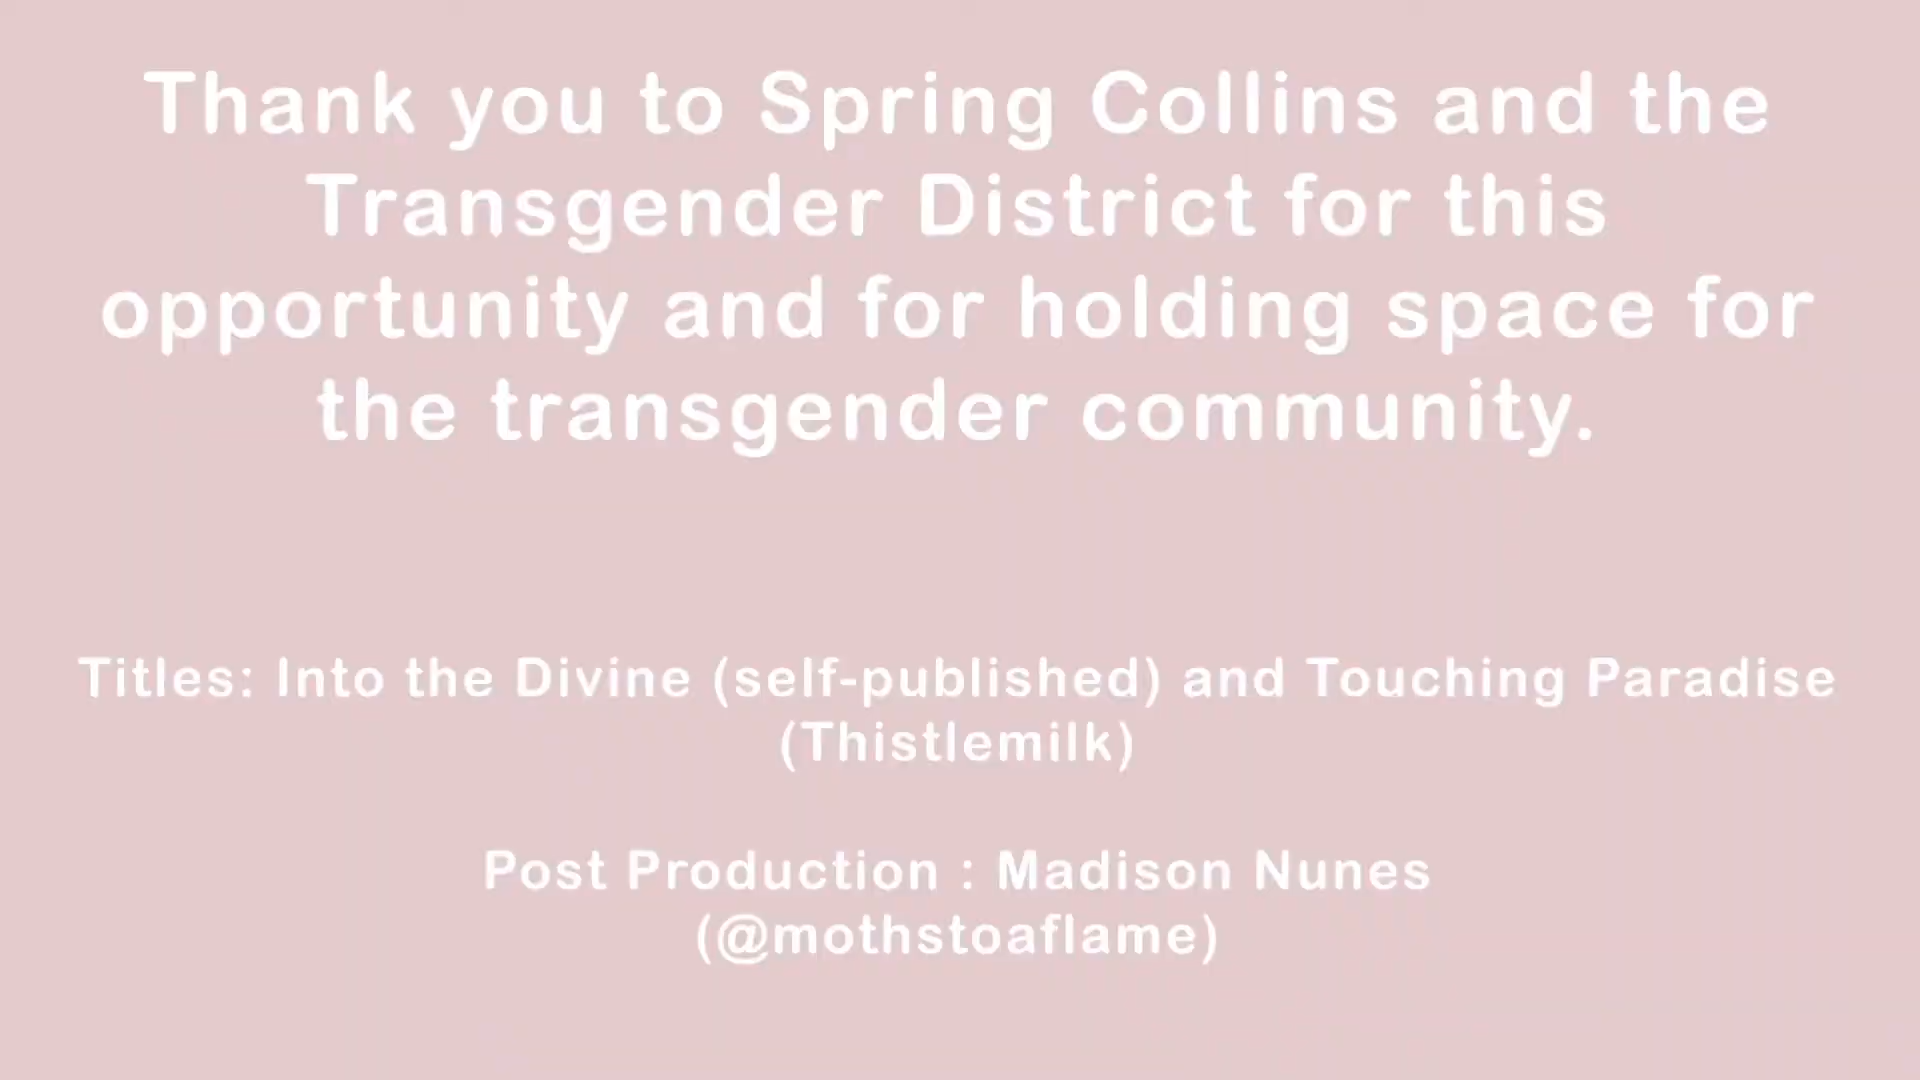 Thank you to Spring Collins and the
Transgender District for this
opportunity and for holding space for
the transgender community.
Titles: Into the Divine (self-published) and Touching Paradise
(Thistlemilk)
Post Production : Madison Nunes
(@mothstoaflame)